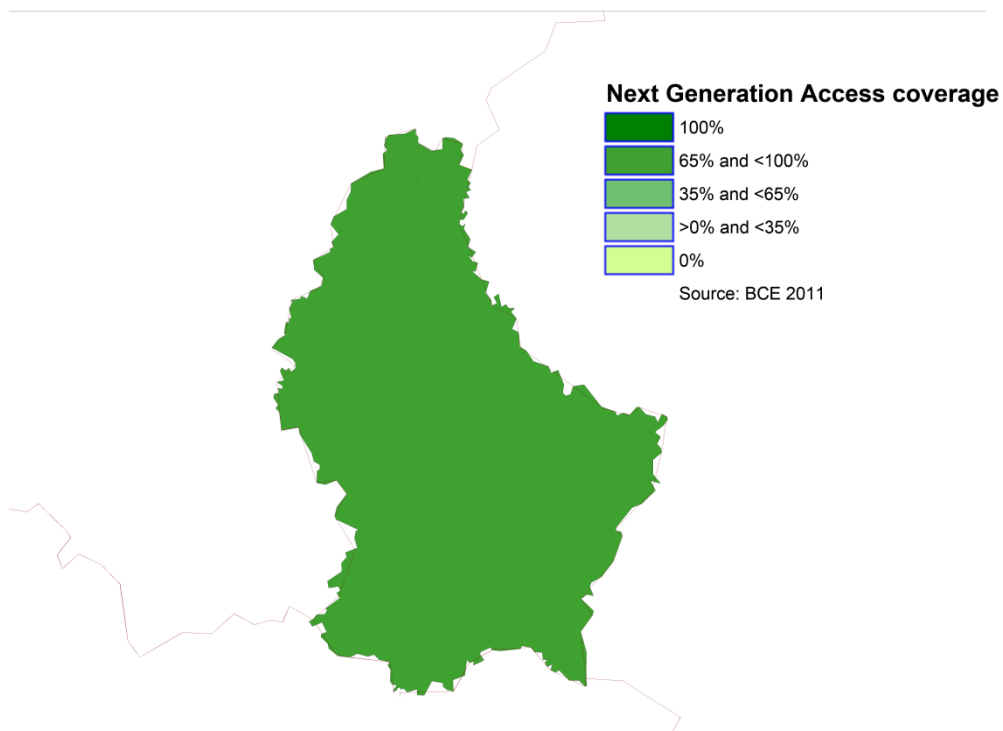 Next Generation Access coverage
100%
65% and <100%
35% and <65%
>0% and <35%
0%
Source: BCE 2011